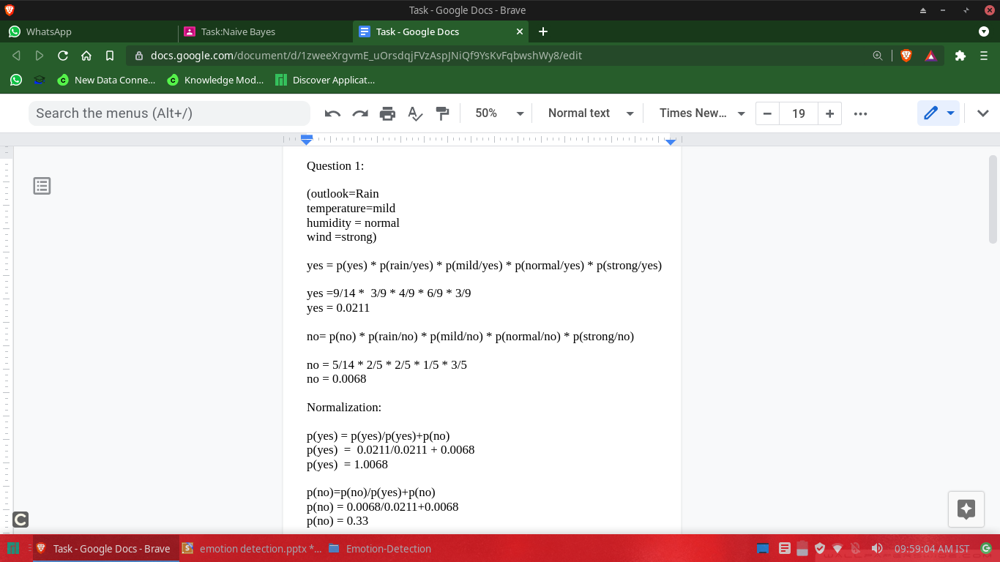 Task - Google Docs - Brave
WhatsApp
Task:Naive Bayes
Task - Google Docs
docs.google.com/document/d/1zweeXrgvmE_uOrsdqjFVzAspJNiQf9YsKvFqbwshWy8/edit
New Data Conne...
Knowledge Mod...
Discover Applicat...
Search the menus (Alt+/)
50%
Normal text
Times New...
19
Question 1:
(outlook=Rain
temperature=mild
humidity = normal
wind =strong)
yes = p(yes) * p(rain/yes) * p(mild/yes) * p(normal/yes) * p(strong/yes)
yes =9/14 *  3/9 * 4/9 * 6/9 * 3/9
yes = 0.0211
no= p(no) * p(rain/no) * p(mild/no) * p(normal/no) * p(strong/no)
no = 5/14 * 2/5 * 2/5 * 1/5 * 3/5
no = 0.0068
Normalization:
p(yes) = p(yes)/p(yes)+p(no)
p(yes)  =  0.0211/0.0211 + 0.0068
p(yes)  = 1.0068
p(no)=p(no)/p(yes)+p(no)
p(no) = 0.0068/0.0211+0.0068
p(no) = 0.33
Task - Google Docs - Brave
emotion detection.pptx *...
Emotion-Detection
09:59:04 AM IST